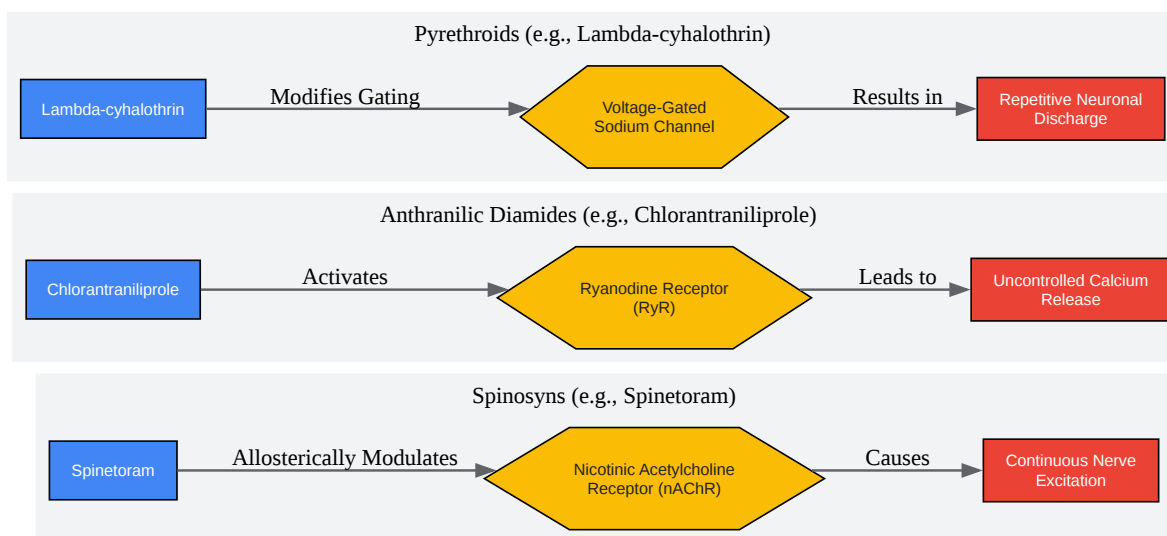 Pyrethroids (e.g., Lambda-cyhalothrin)
Lambda-cyhalothrin
Modifies Gating
Voltage-Gated
Sodium Channel
Results in
Repetitive Neuronal
Discharge
Anthranilic Diamides (e.g., Chlorantraniliprole)
Chlorantraniliprole
Activates
Ryanodine Receptor
(RyR)
Leads to
Uncontrolled Calcium
Release
Spinosyns (e.g., Spinetoram)
Spinetoram
Allosterically Modulates
Nicotinic Acetylcholine
Receptor (nAChR)
Causes
Continuous Nerve
Excitation